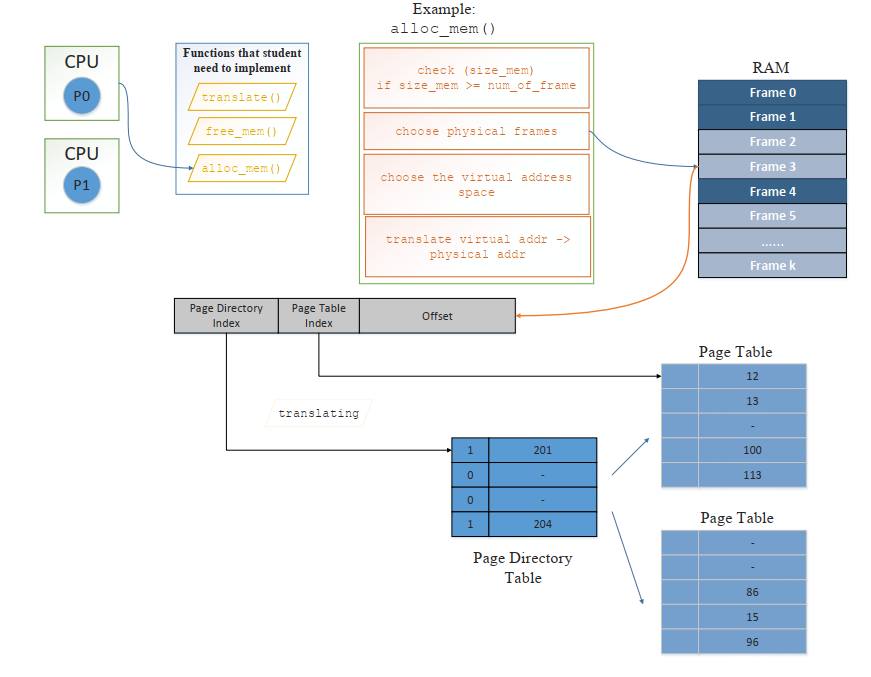 Example:
alloc_mem()
CPU
P0
CPU
P1
Functions that student
need to implement
translate()
free_mem()
alloc_mem()
check (size_mem)
if size_mem >= num_of_frame
choose physical frames
choose the virtual address
space
translate virtual addr ->
physical addr
RAM
Frame 0
Frame 1
Frame 2
Frame 3
Frame 4
Frame 5
......
Frame k
Page Directory
Index
Page Table
Index
Offset
translating
1 201
0 -
0 -
1 204
Page Directory
Table
Page Table
12
13
-
100
113
Page Table
-
-
86
15
96